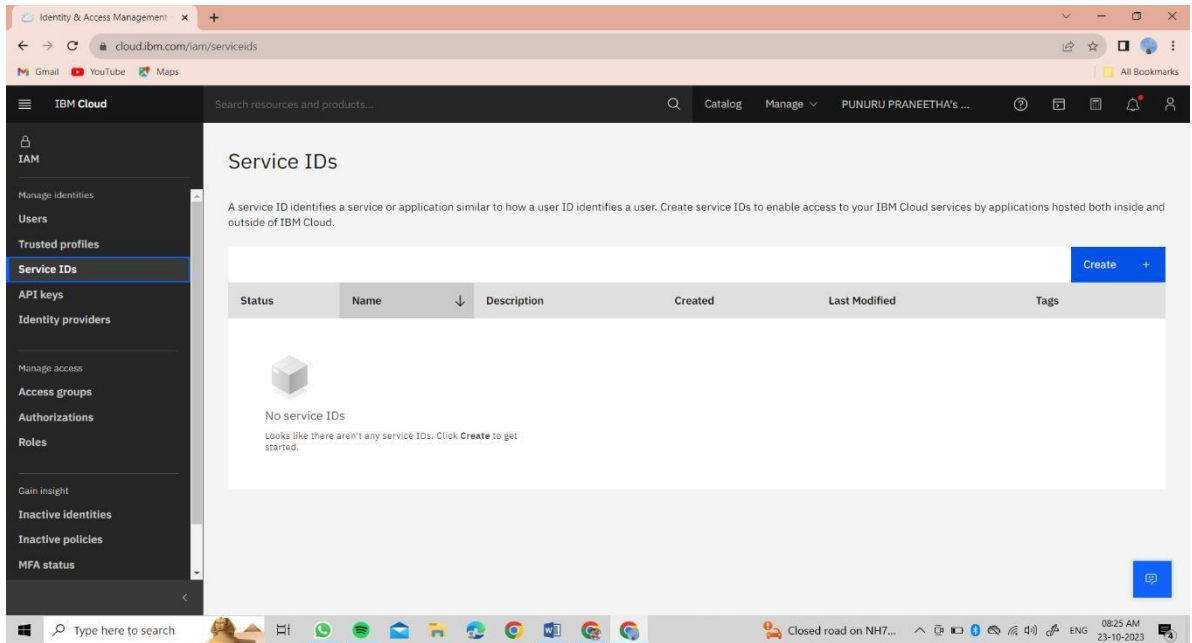 Identity & Access Management
cloud.ibm.com/iam/serviceids
Gmail YouTube Maps All Bookmarks
IBM Cloud Search resources and products... Catalog Manage PUNURU PRANEETHA's ...
IAM
Manage identities
Users
Trusted profiles
Service IDs
API keys
Identity providers
Manage access
Access groups
Authorizations
Roles
Gain insight
Inactive identities
Inactive policies
MFA status
Service IDs
A service ID identifies a service or application similar to how a user ID identifies a user. Create service IDs to enable access to your IBM Cloud services by applications hosted both inside and
outside of IBM Cloud.
Create +
Status Name Description Created Last Modified Tags
No service IDs
Looks like there aren't any service IDs. Click Create to get
started.
Type here to search Closed road on NH7... ENG 08:25 AM
23-10-2023